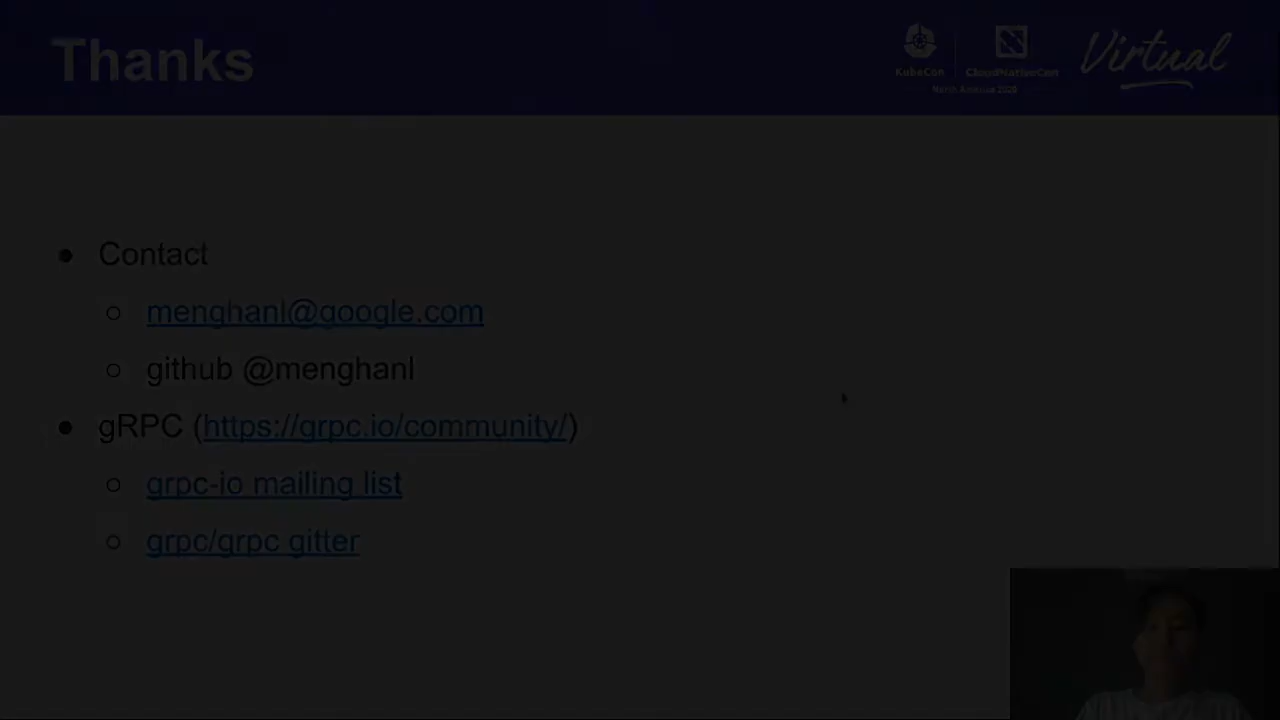 Thanks
KubeCon
CloudNativeCon
North America 2020
Virtual
● Contact
○ menghanl@google.com
○ github @menghanl
● gRPC (https://grpc.io/community/)
○ grpc-io mailing list
○ grpc/grpc gitter